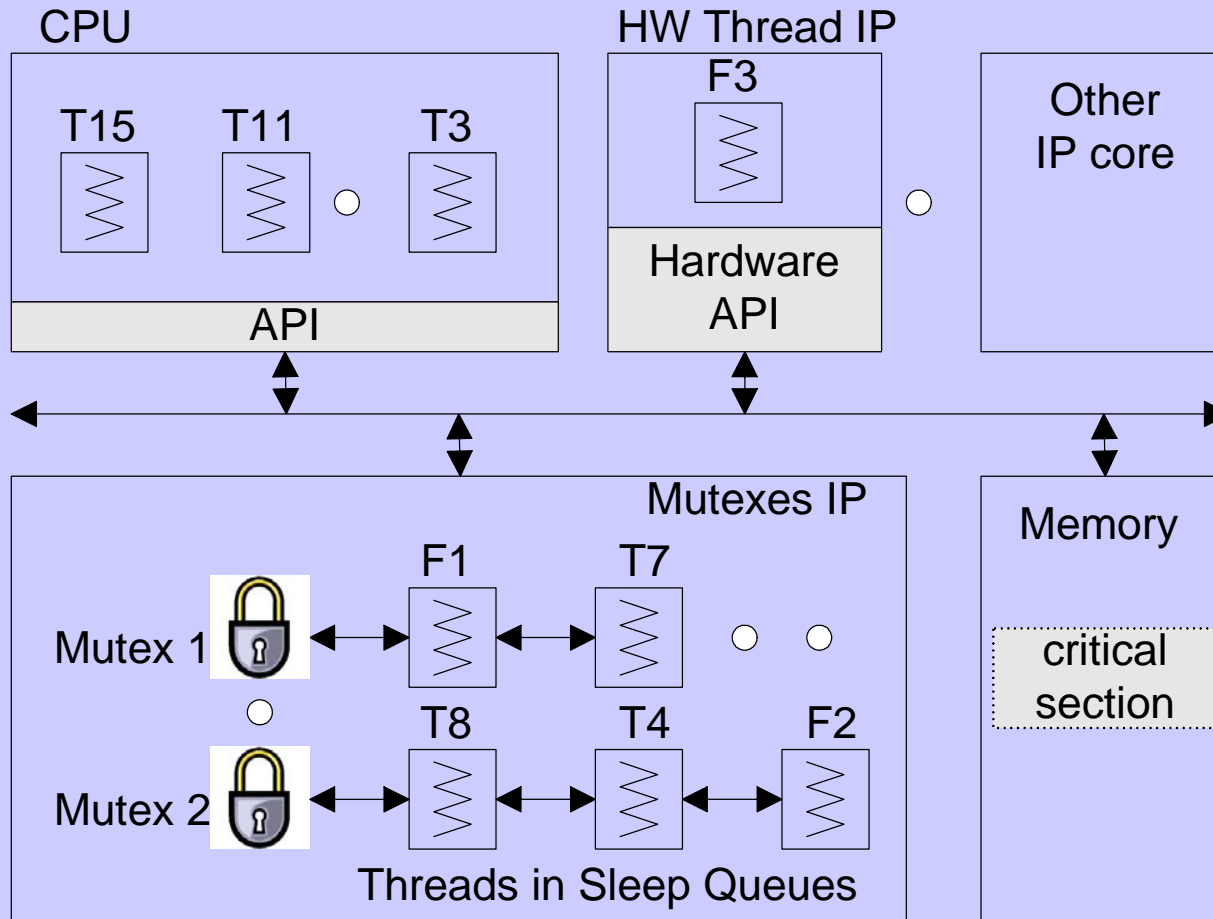 CPU
HW Thread IP
T15
T11
T3
F3
Other
IP core
API
Hardware
API
Mutexes IP
Memory
F1
T7
Mutex 1
critical
section
T8
T4
F2
Mutex 2
Threads in Sleep Queues